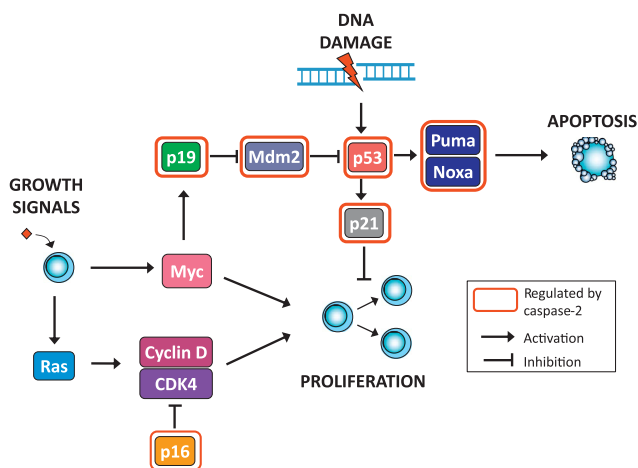 DNA
DAMAGE
APOPTOSIS
p19
Mdm2
p53
Puma
Noxa
GROWTH
SIGNALS
p21
Myc
Regulated by
caspase-2
Activation
Inhibition
Ras
Cyclin D
CDK4
PROLIFERATION
p16